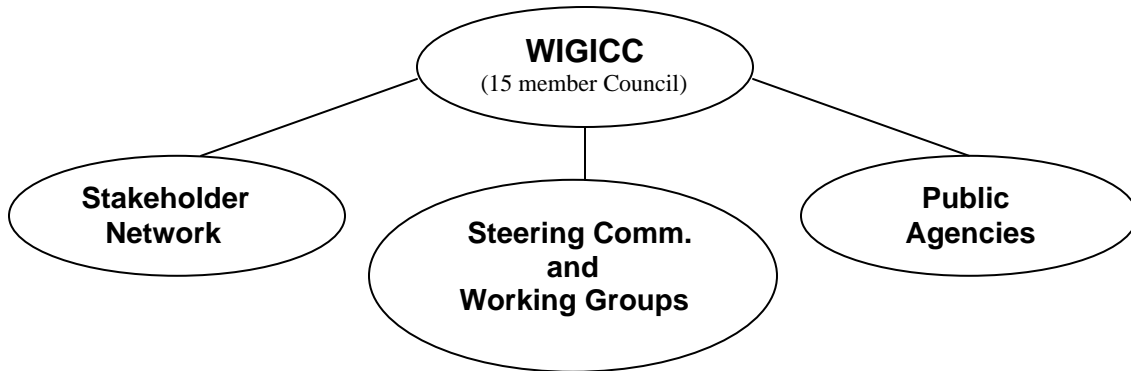 WIGICC
(15 member Council)
Stakeholder
Network
Steering Comm.
and
Working Groups
Public
Agencies